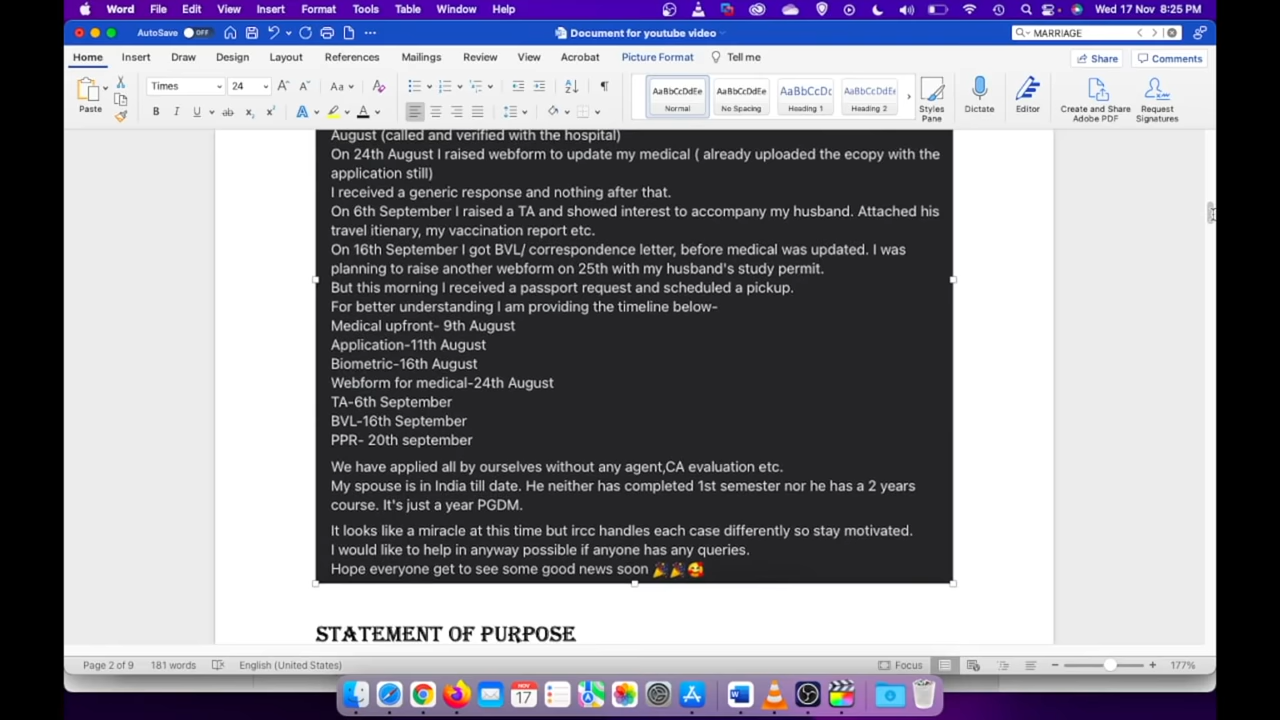 Word File Edit View Insert Format Tools Table Window Help Wed 17 Nov 8:25 PM
AutoSave OFF Document for youtube video MARRIAGE
Home Insert Draw Design Layout References Mailings Review View Acrobat Picture Format Tell me Share Comments
Paste Times 24 Aa AaBbCcDdEe Normal AaBbCcDdEe No Spacing AaBbCcDc Heading 1 AaBbCcDdEe Heading 2 Styles Pane Dictate Editor Create and Share Adobe PDF Request Signatures
August (called and verified with the hospital)
On 24th August I raised webform to update my medical ( already uploaded the ecopy with the
application still)
I received a generic response and nothing after that.
On 6th September I raised a TA and showed interest to accompany my husband. Attached his
travel itienary, my vaccination report etc.
On 16th September I got BVL/ correspondence letter, before medical was updated. I was
planning to raise another webform on 25th with my husband's study permit.
But this morning I received a passport request and scheduled a pickup.
For better understanding I am providing the timeline below-
Medical upfront- 9th August
Application-11th August
Biometric-16th August
Webform for medical-24th August
TA-6th September
BVL-16th September
PPR- 20th september
We have applied all by ourselves without any agent,CA evaluation etc.
My spouse is in India till date. He neither has completed 1st semester nor he has a 2 years
course. It's just a year PGDM.
It looks like a miracle at this time but ircc handles each case differently so stay motivated.
I would like to help in anyway possible if anyone has any queries.
Hope everyone get to see some good news soon 🎉🎉🥰
STATEMENT OF PURPOSE
Page 2 of 9 181 words English (United States) Focus 177%
NOV 17